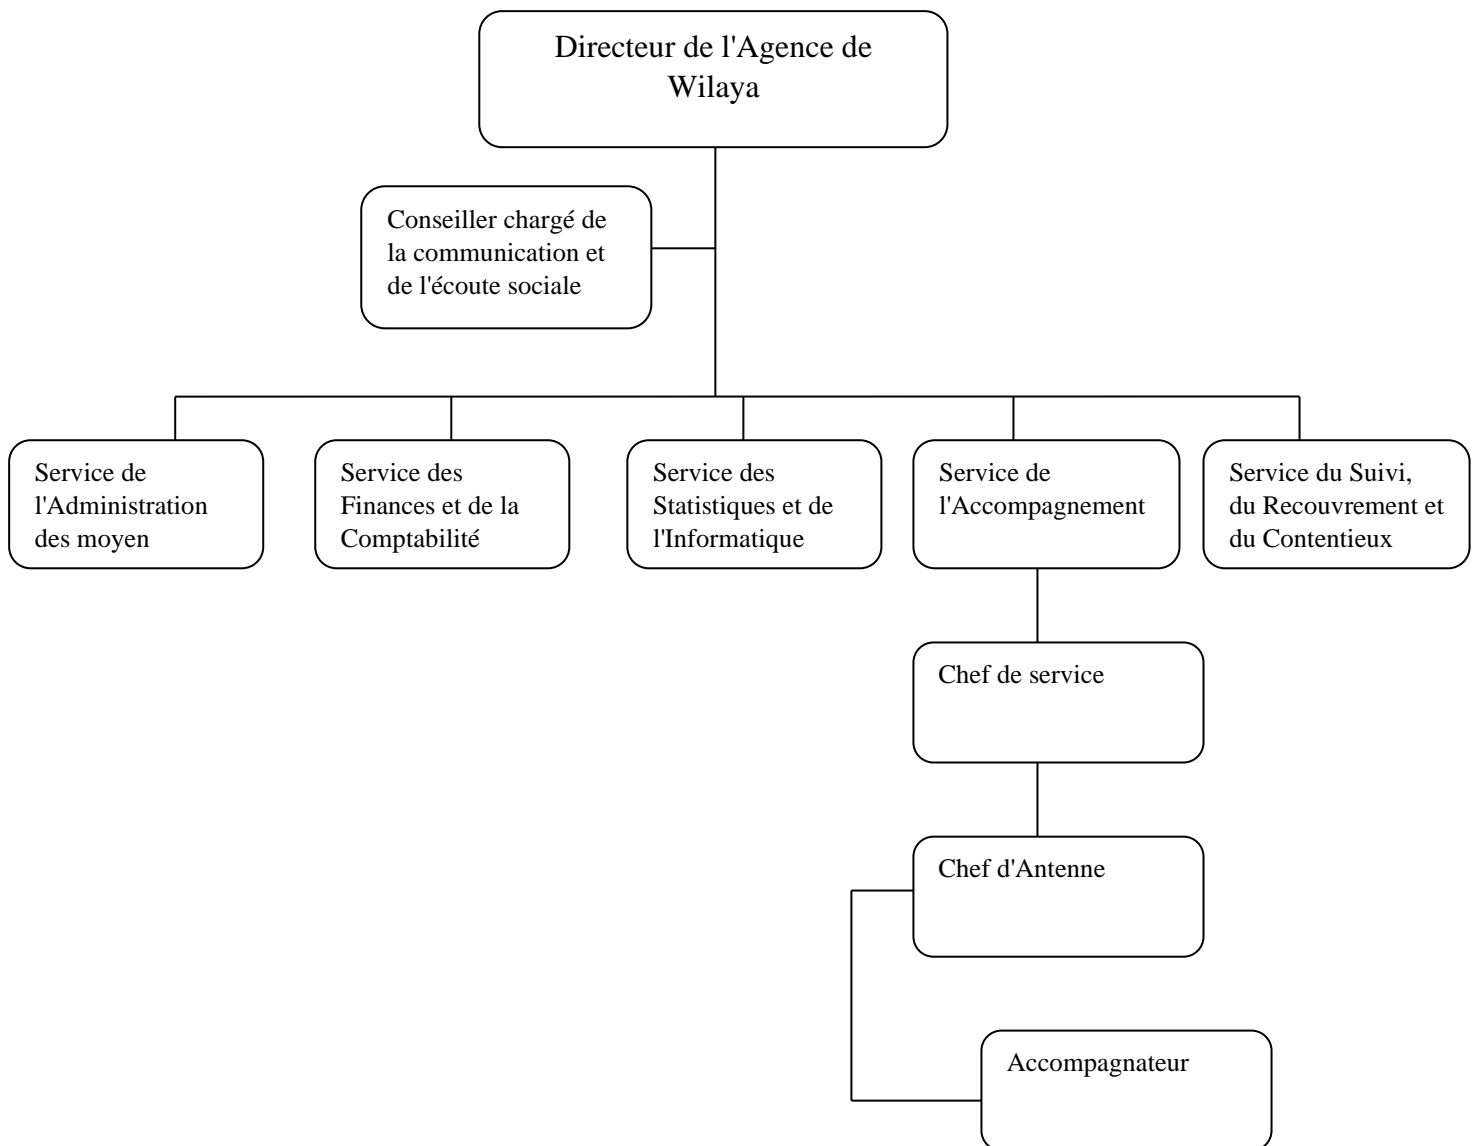 Directeur de l'Agence de
Wilaya
Conseiller chargé de
la communication et
de l'écoute sociale
Service de
l'Administration
des moyen
Service des
Finances et de la
Comptabilité
Service des
Statistiques et de
l'Informatique
Service de
l'Accompagnement
Service du Suivi,
du Recouvrement et
du Contentieux
Chef de service
Chef d'Antenne
Accompagnateur